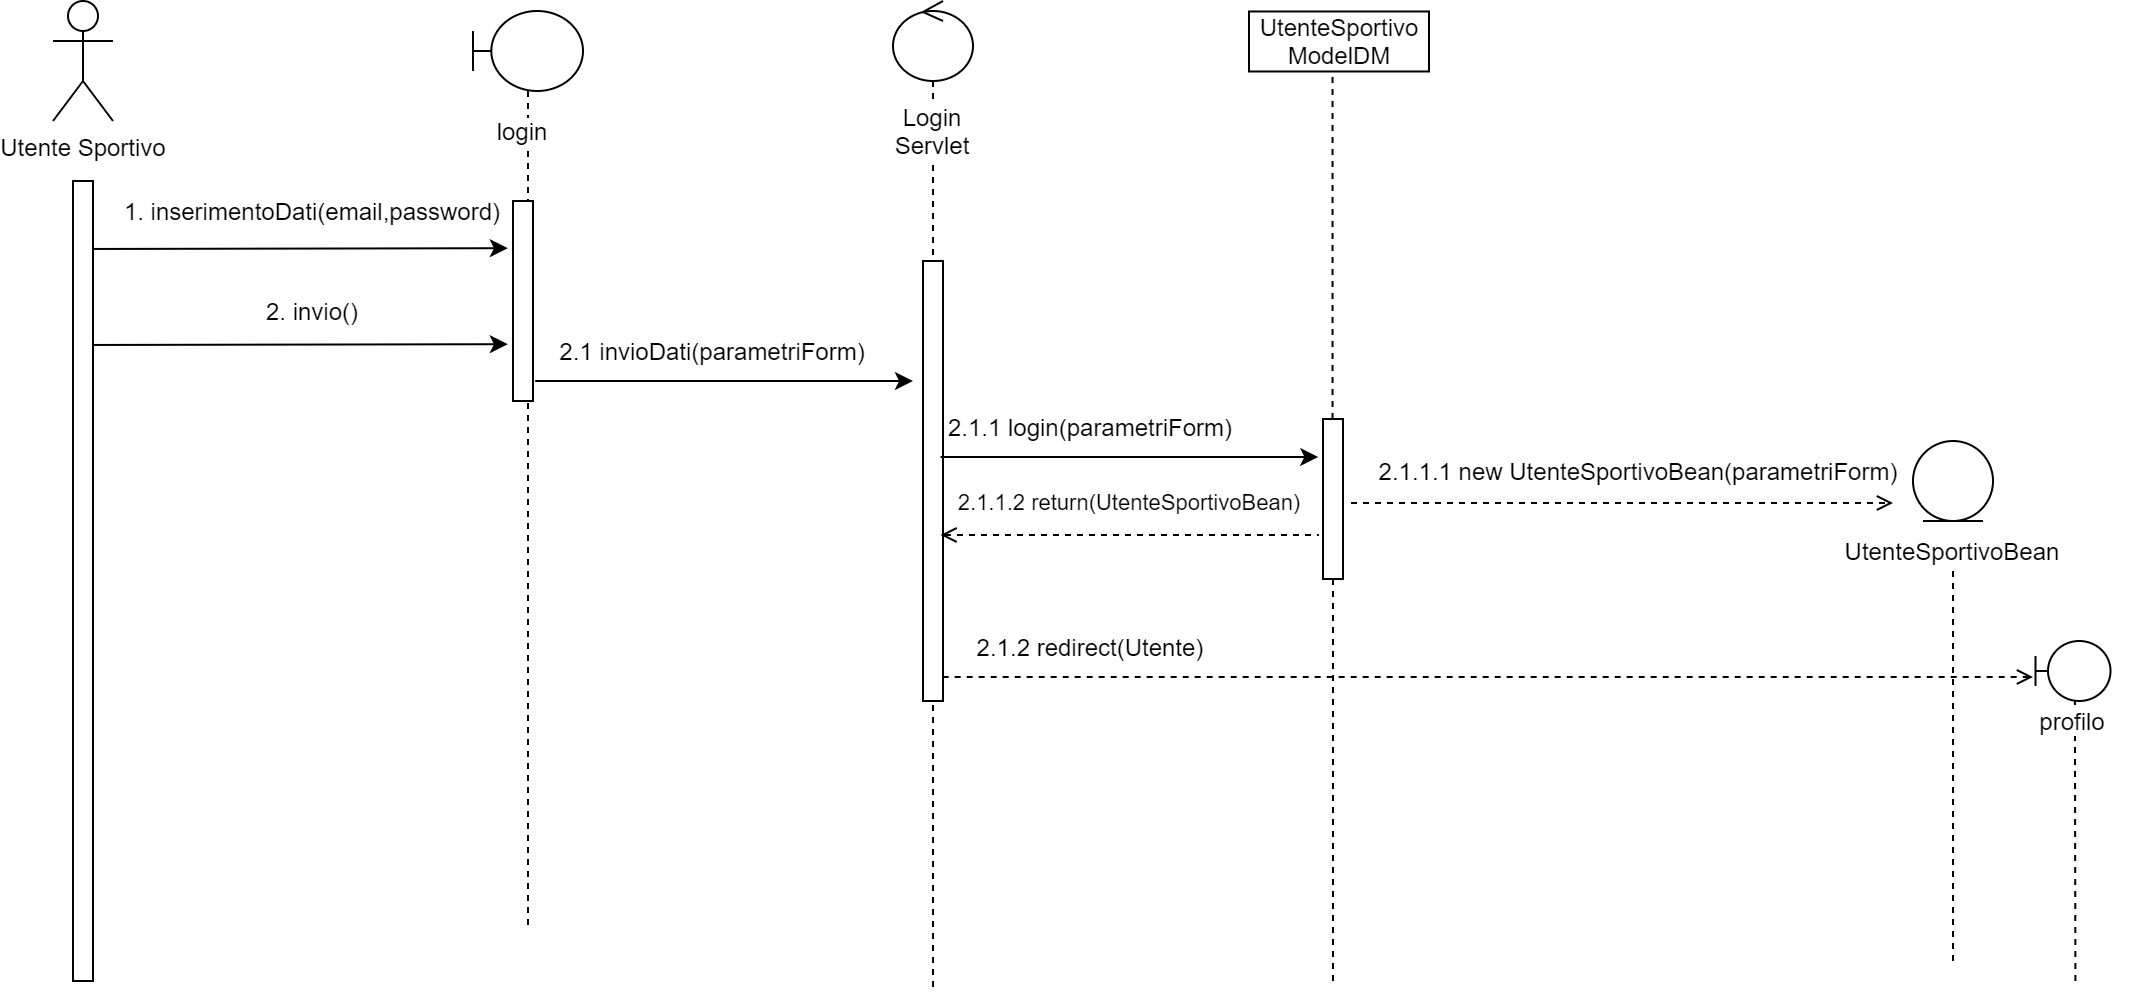 Utente Sportivo
login
Login
Servlet
UtenteSportivo
ModelDM
1. inserimentoDati(email,password)
2. invio()
2.1 invioDati(parametriForm)
2.1.1 login(parametriForm)
2.1.1.1 new UtenteSportivoBean(parametriForm)
2.1.1.2 return(UtenteSportivoBean)
UtenteSportivoBean
2.1.2 redirect(Utente)
profilo